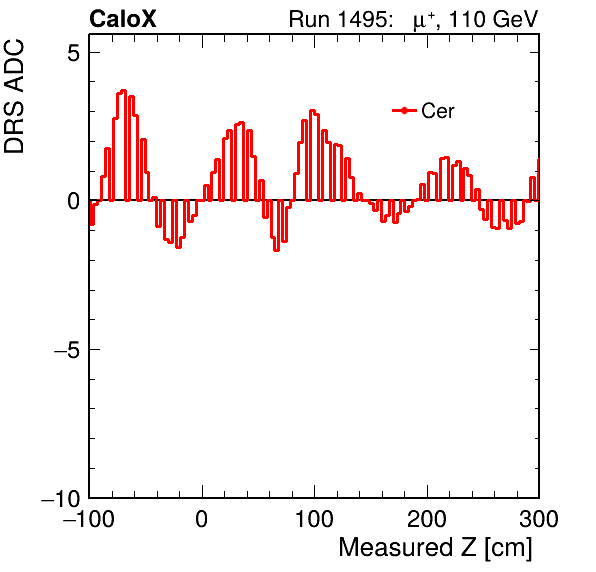 CaloX
Run 1495: μ⁺, 110 GeV
DRS ADC
Cer
5
0
−5
−10
−100 0 100 200 300
Measured Z [cm]